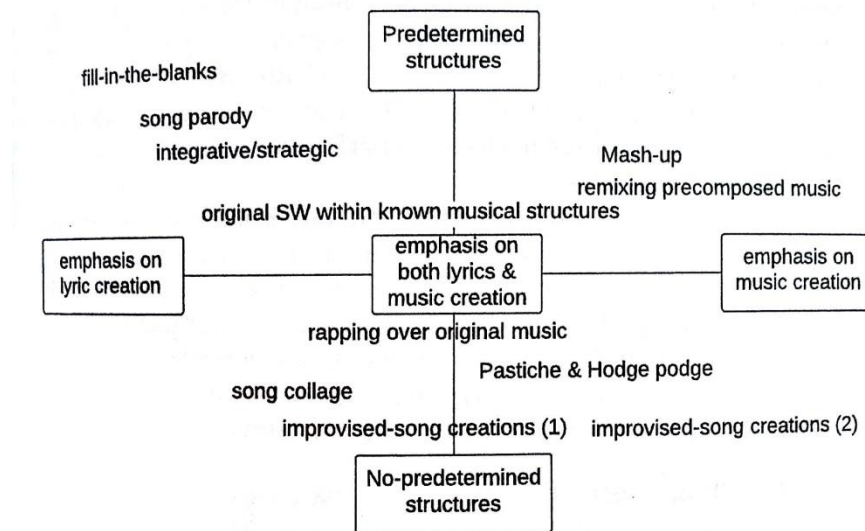 Predetermined
structures
fill-in-the-blanks
song parody
integrative/strategic
Mash-up
remixing precomposed music
original SW within known musical structures
emphasis on
lyric creation
emphasis on
both lyrics &
music creation
emphasis on
music creation
rapping over original music
Pastiche & Hodge podge
song collage
improvised-song creations (1)
improvised-song creations (2)
No-predetermined
structures